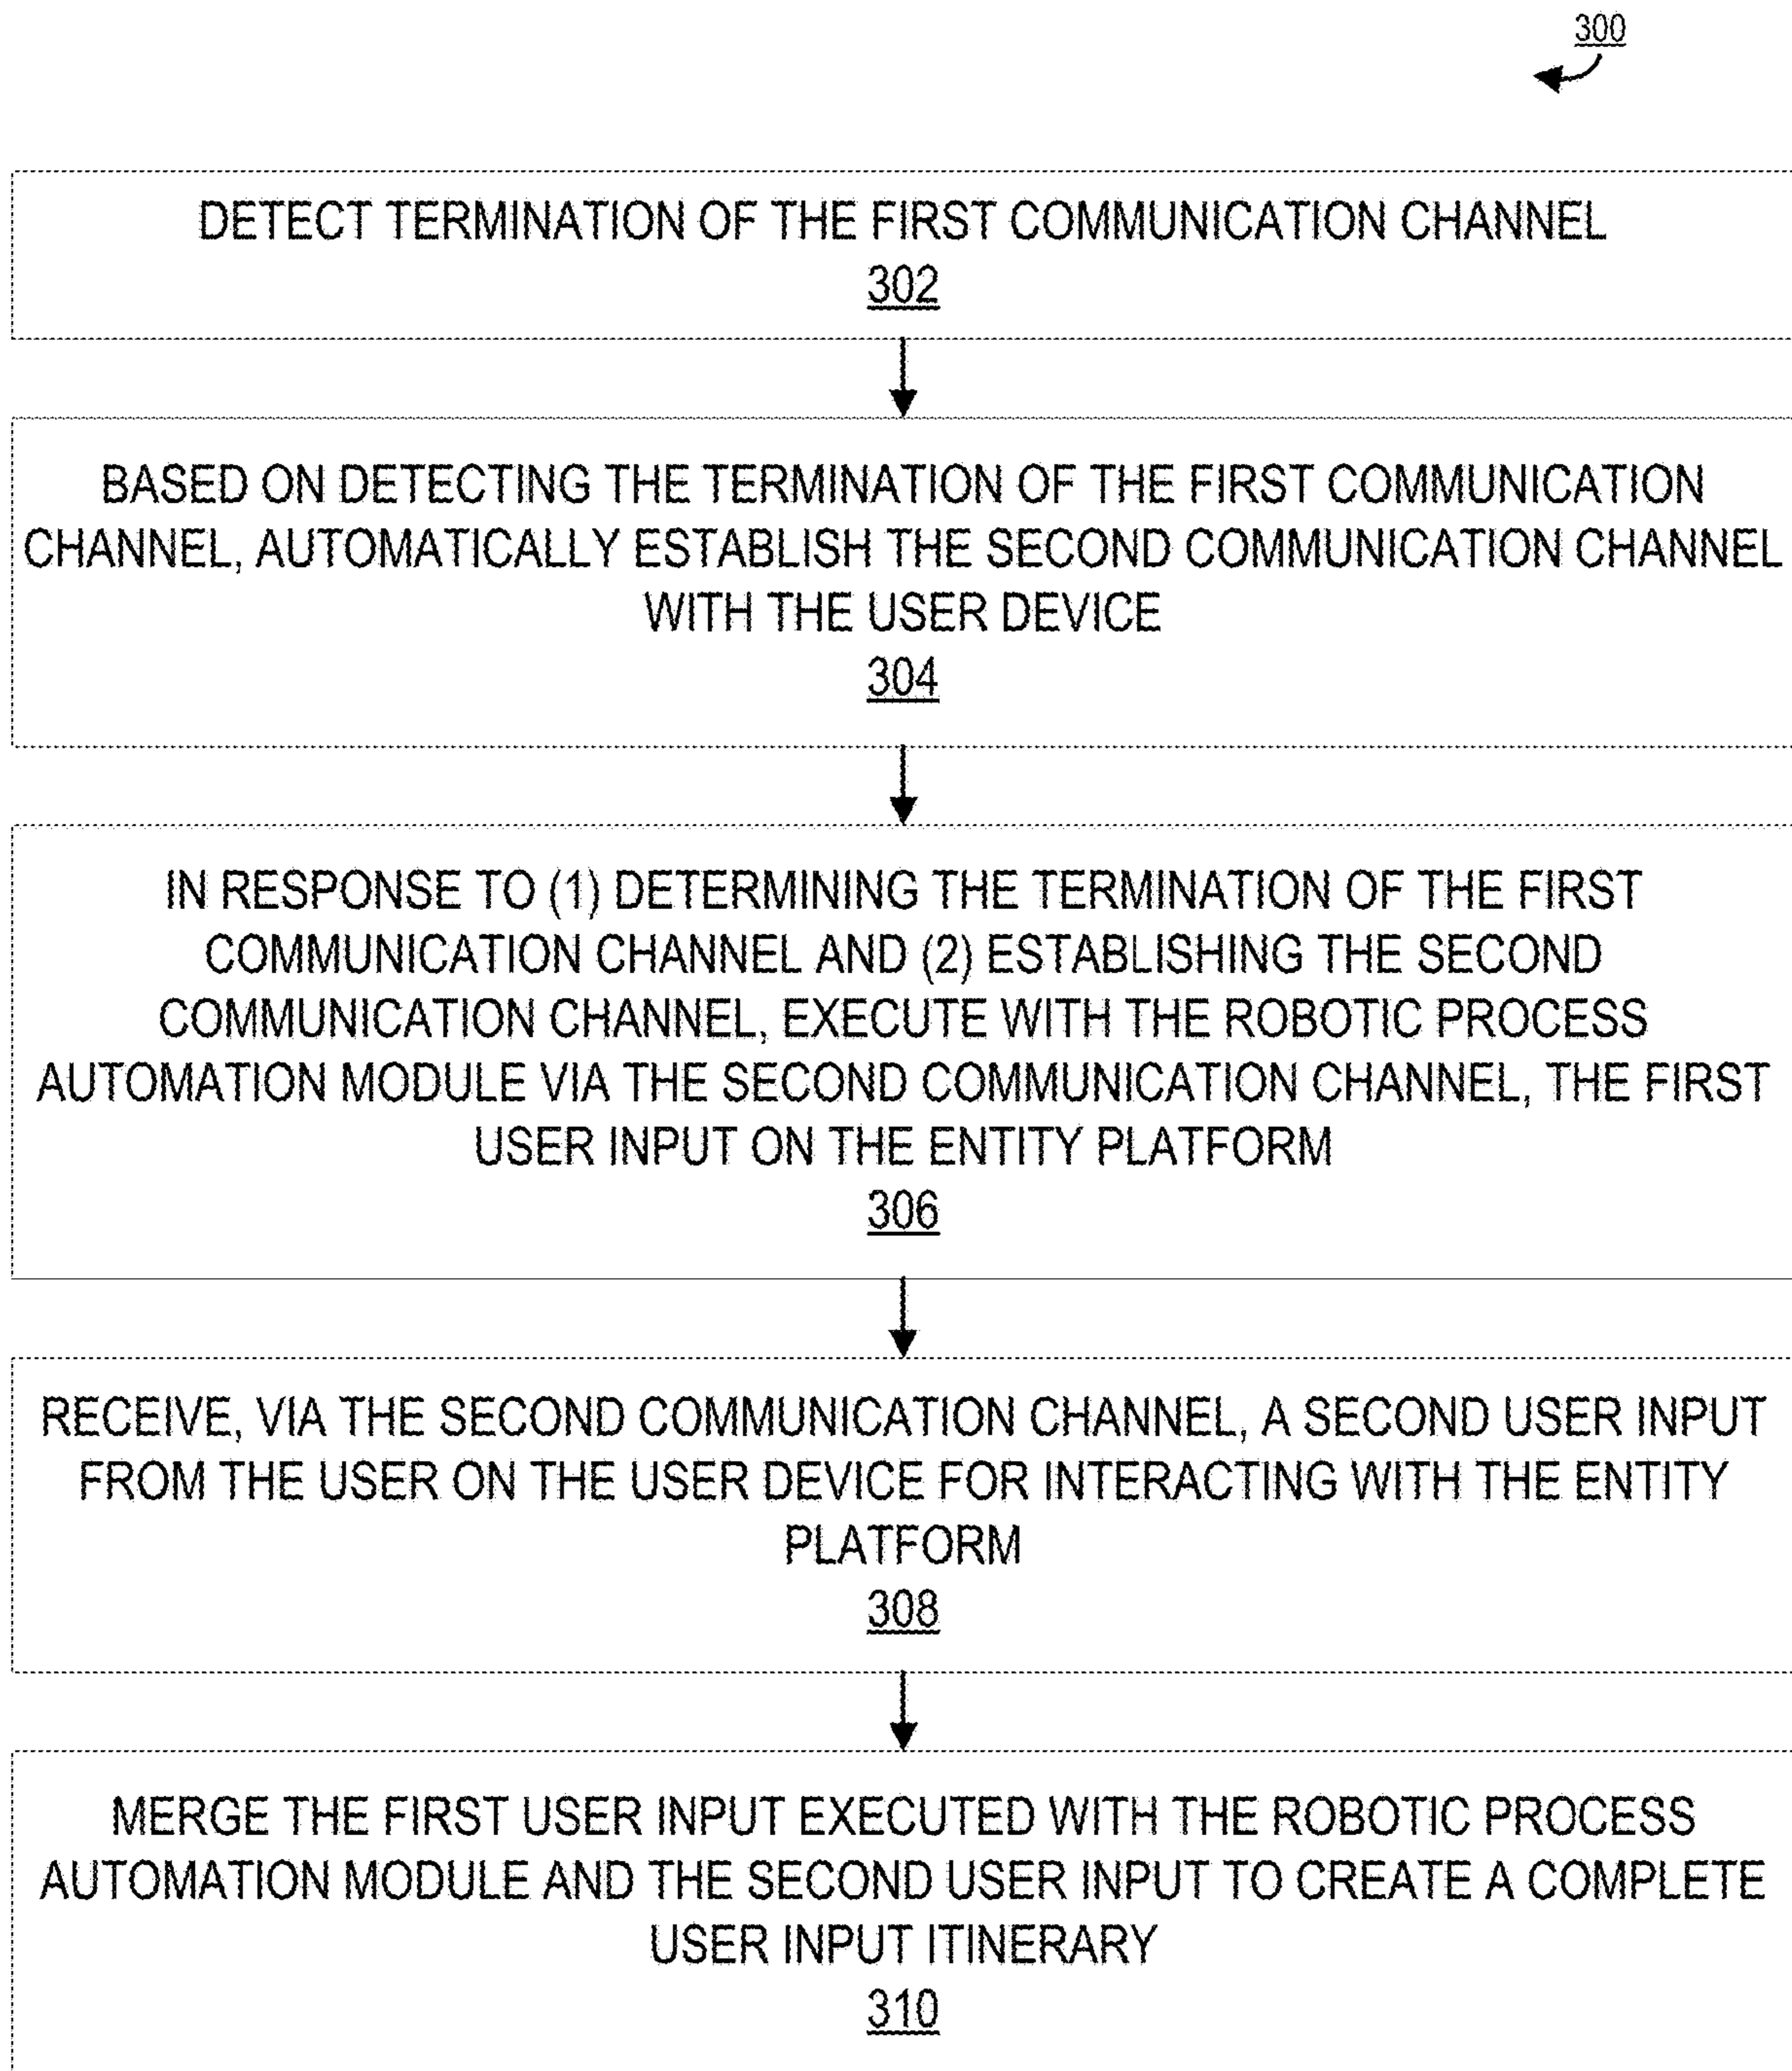 300
DETECT TERMINATION OF THE FIRST COMMUNICATION CHANNEL
302
BASED ON DETECTING THE TERMINATION OF THE FIRST COMMUNICATION
CHANNEL, AUTOMATICALLY ESTABLISH THE SECOND COMMUNICATION CHANNEL
WITH THE USER DEVICE
304
IN RESPONSE TO (1) DETERMINING THE TERMINATION OF THE FIRST
COMMUNICATION CHANNEL AND (2) ESTABLISHING THE SECOND
COMMUNICATION CHANNEL, EXECUTE WITH THE ROBOTIC PROCESS
AUTOMATION MODULE VIA THE SECOND COMMUNICATION CHANNEL, THE FIRST
USER INPUT ON THE ENTITY PLATFORM
306
RECEIVE, VIA THE SECOND COMMUNICATION CHANNEL, A SECOND USER INPUT
FROM THE USER ON THE USER DEVICE FOR INTERACTING WITH THE ENTITY
PLATFORM
308
MERGE THE FIRST USER INPUT EXECUTED WITH THE ROBOTIC PROCESS
AUTOMATION MODULE AND THE SECOND USER INPUT TO CREATE A COMPLETE
USER INPUT ITINERARY
310